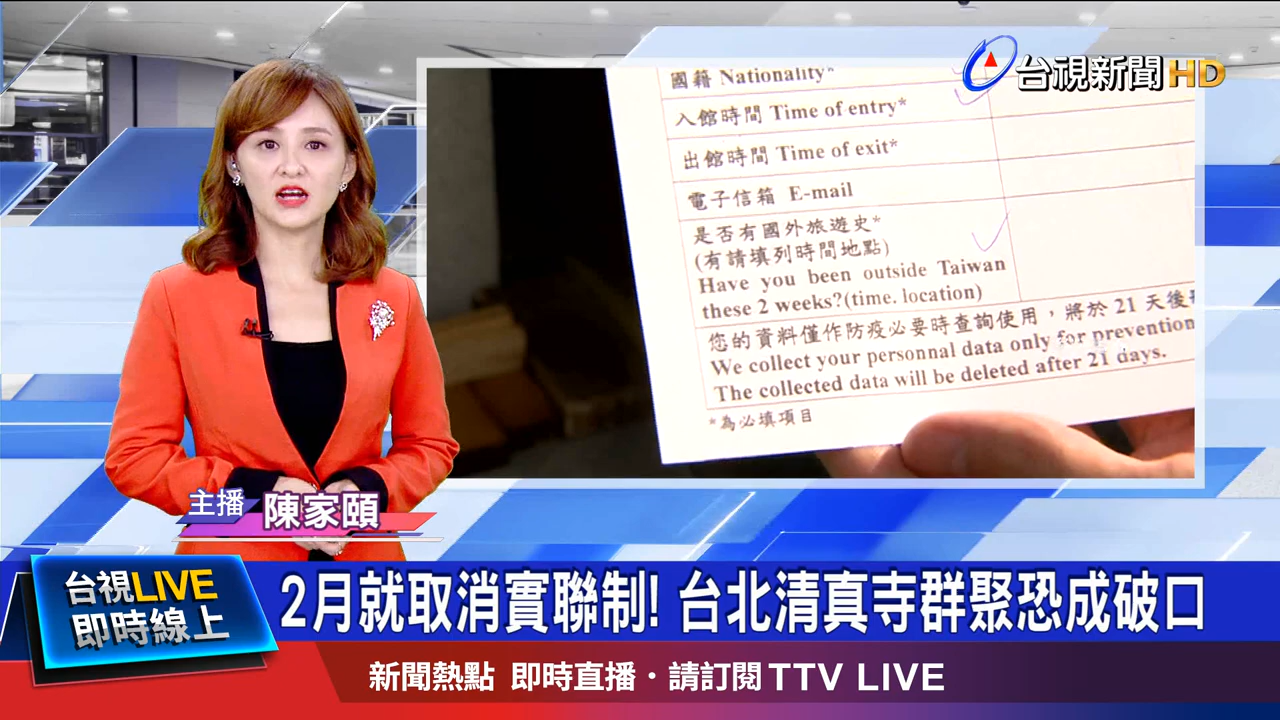 台視新聞HD
國籍 Nationality*
入館時間 Time of entry*
出館時間 Time of exit*
電子信箱 E-mail
是否有國外旅遊史*
(有請填列時間地點)
Have you been outside Taiwan
these 2 weeks?(time. location)
您的資料僅作防疫必要時查詢使用，將於 21 天後
We collect your personnal data only for prevention
The collected data will be deleted after 21 days.
*為必填項目
主播 陳家頤
台視LIVE
即時線上
2月就取消實聯制! 台北清真寺群聚恐成破口
新聞熱點 即時直播・請訂閱TTV LIVE